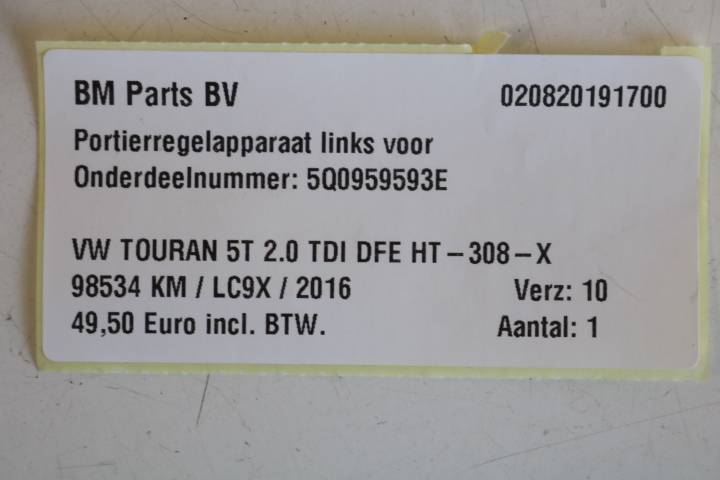 BM Parts BV 020820191700
Portierregelapparaat links voor
Onderdeelnummer: 5Q0959593E
VW TOURAN 5T 2.0 TDI DFE HT-308-X
98534 KM / LC9X / 2016 Verz: 10
49,50 Euro incl. BTW. Aantal: 1